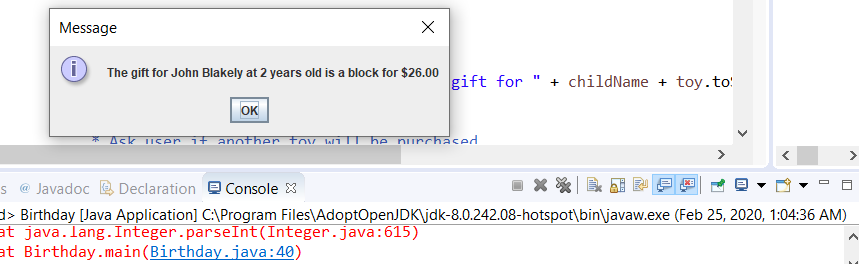 Message
The gift for John Blakely at 2 years old is a block for $26.00
OK
gift for " + childName + toy.to
* Ask user if another toy will be purchased
@ Javadoc Declaration Console
> Birthday [Java Application] C:\Program Files\AdoptOpenJDK\jdk-8.0.242.08-hotspot\bin\javaw.exe (Feb 25, 2020, 1:04:36 AM)
at java.lang.Integer.parseInt(Integer.java:615)
at Birthday.main(Birthday.java:40)